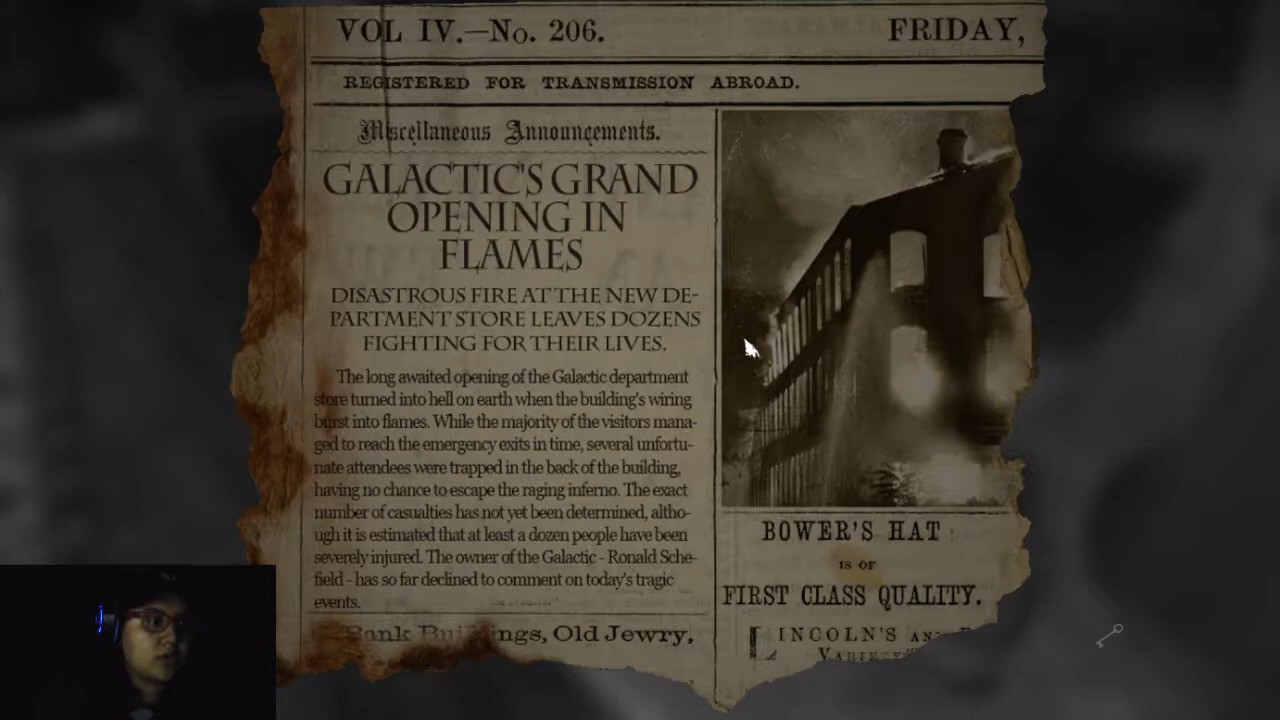 VOL IV.—No. 206.
FRIDAY,
REGISTERED FOR TRANSMISSION ABROAD.
Miscellaneous Announcements.
GALACTIC'S GRAND
OPENING IN
FLAMES
DISASTROUS FIRE AT THE NEW DE-
PARTMENT STORE LEAVES DOZENS
FIGHTING FOR THEIR LIVES.
The long awaited opening of the Galactic department
store turned into hell on earth when the building's wiring
burst into flames. While the majority of the visitors mana-
ged to reach the emergency exits in time, several unfortu-
nate attendees were trapped in the back of the building,
having no chance to escape the raging inferno. The exact
number of casualties has not yet been determined, altho-
ugh it is estimated that at least a dozen people have been
severely injured. The owner of the Galactic - Ronald Sche-
field - has so far declined to comment on today's tragic
events.
Bank Buildings, Old Jewry,
BOWER'S HAT
IS OF
FIRST CLASS QUALITY.
LINCOLN'S